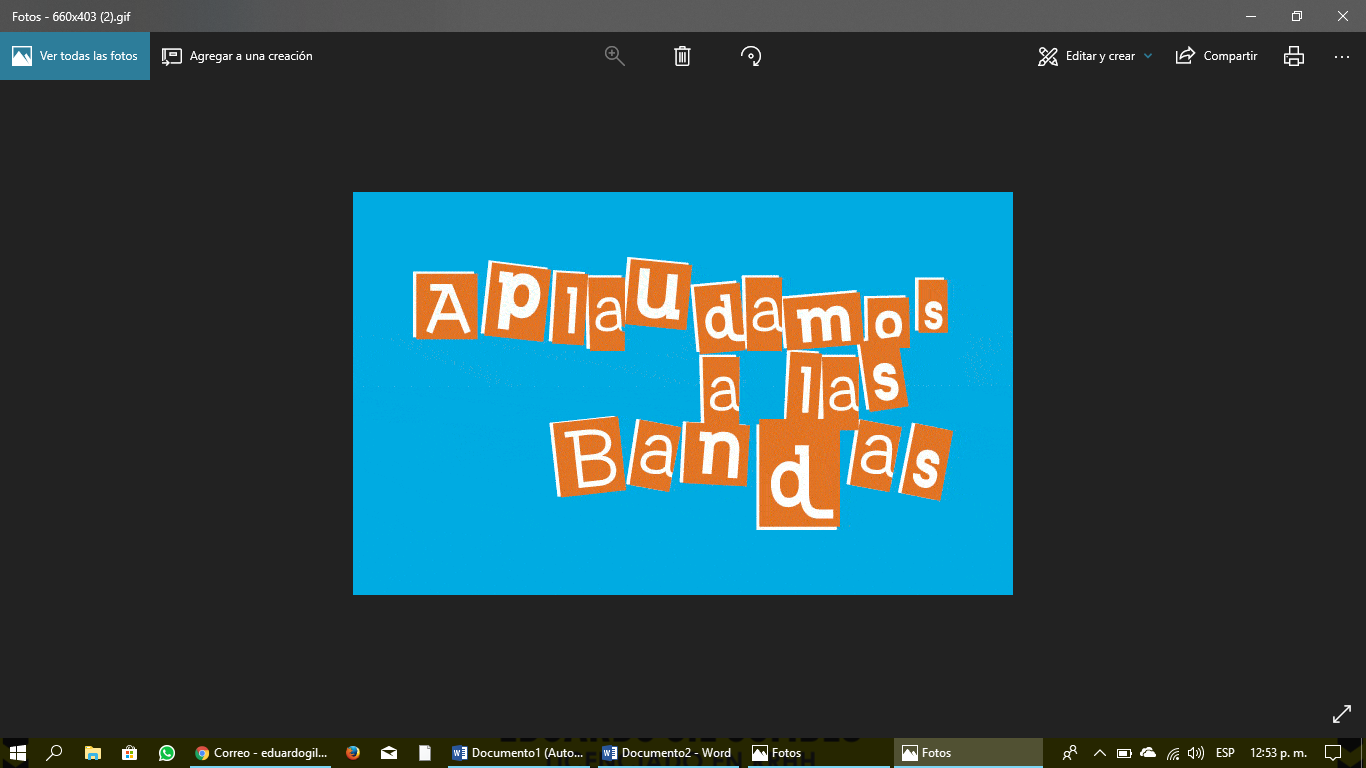 Fotos - 660x403 (2).gif
Ver todas las fotos Agregar a una creación Editar y crear Compartir
Aplaudamos
a las
Bandas
Correo - eduardogil... Documento1 (Auto... Documento2 - Word Fotos Fotos ESP 12:53 p. m.